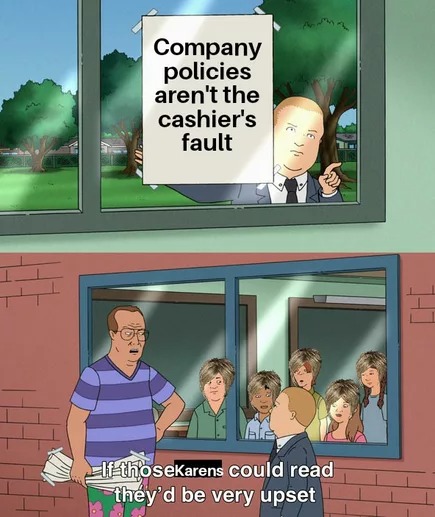 Company
policies
aren't the
cashier's
fault
If those Karens could read
they'd be very upset